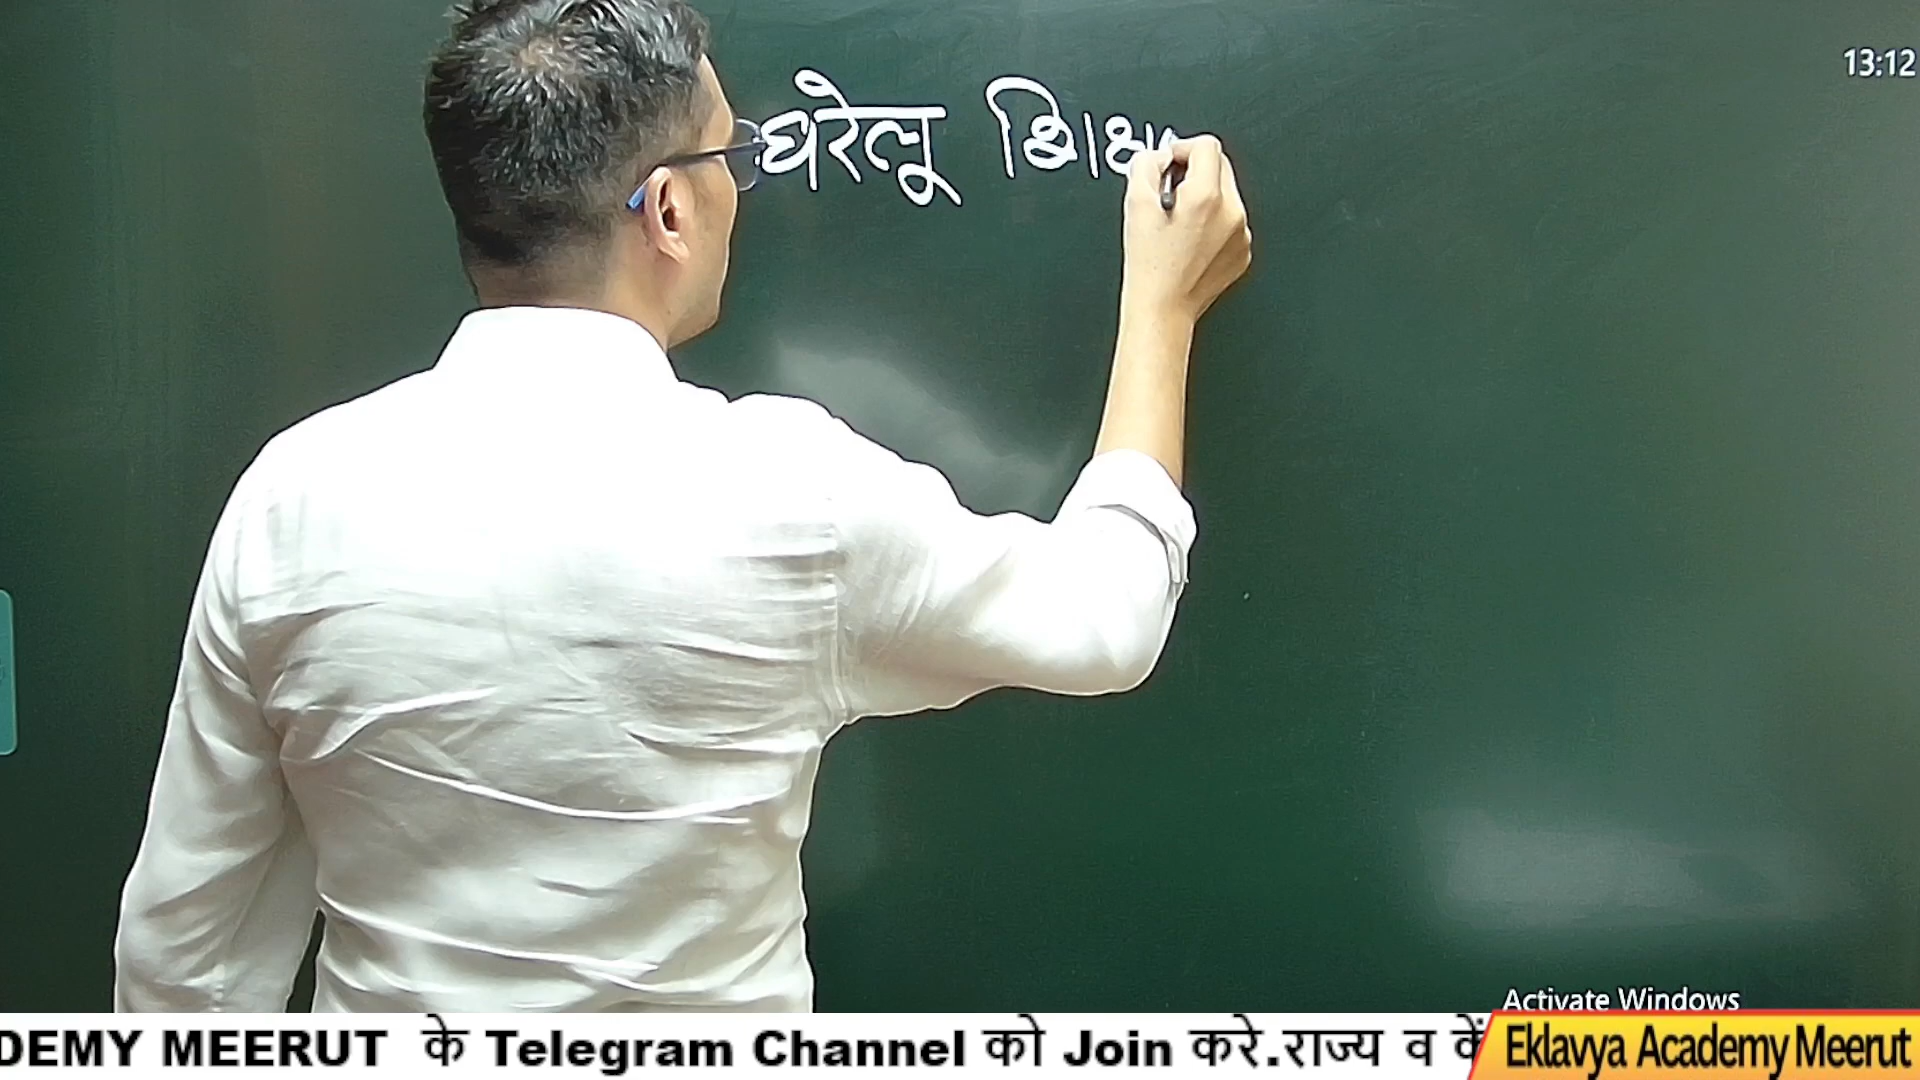 13:12
घरेलू शिक्षा
Activate Windows
DEMY MEERUT के Telegram Channel को Join करे.राज्य व कें
Eklavya Academy Meerut